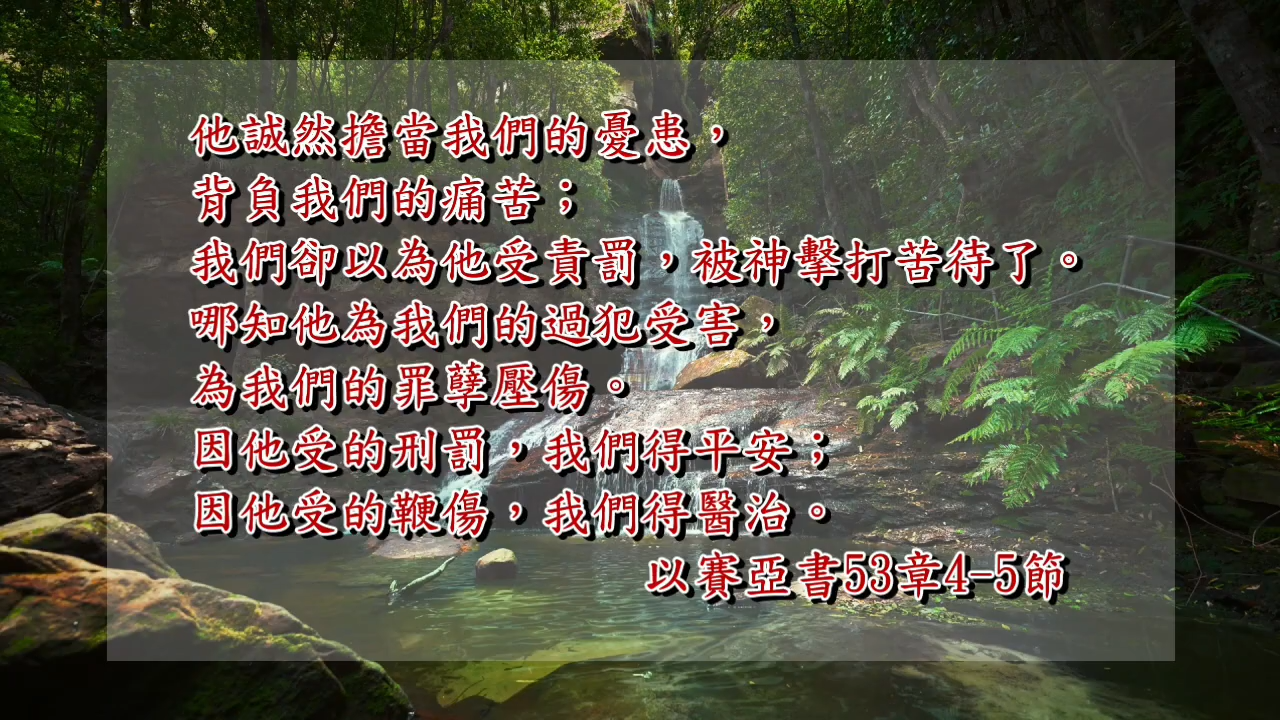 他誠然擔當我們的憂患，
背負我們的痛苦；
我們卻以為他受責罰，被神擊打苦待了。
哪知他為我們的過犯受害，
為我們的罪孽壓傷。
因他受的刑罰，我們得平安；
因他受的鞭傷，我們得醫治。
以賽亞書53章4-5節